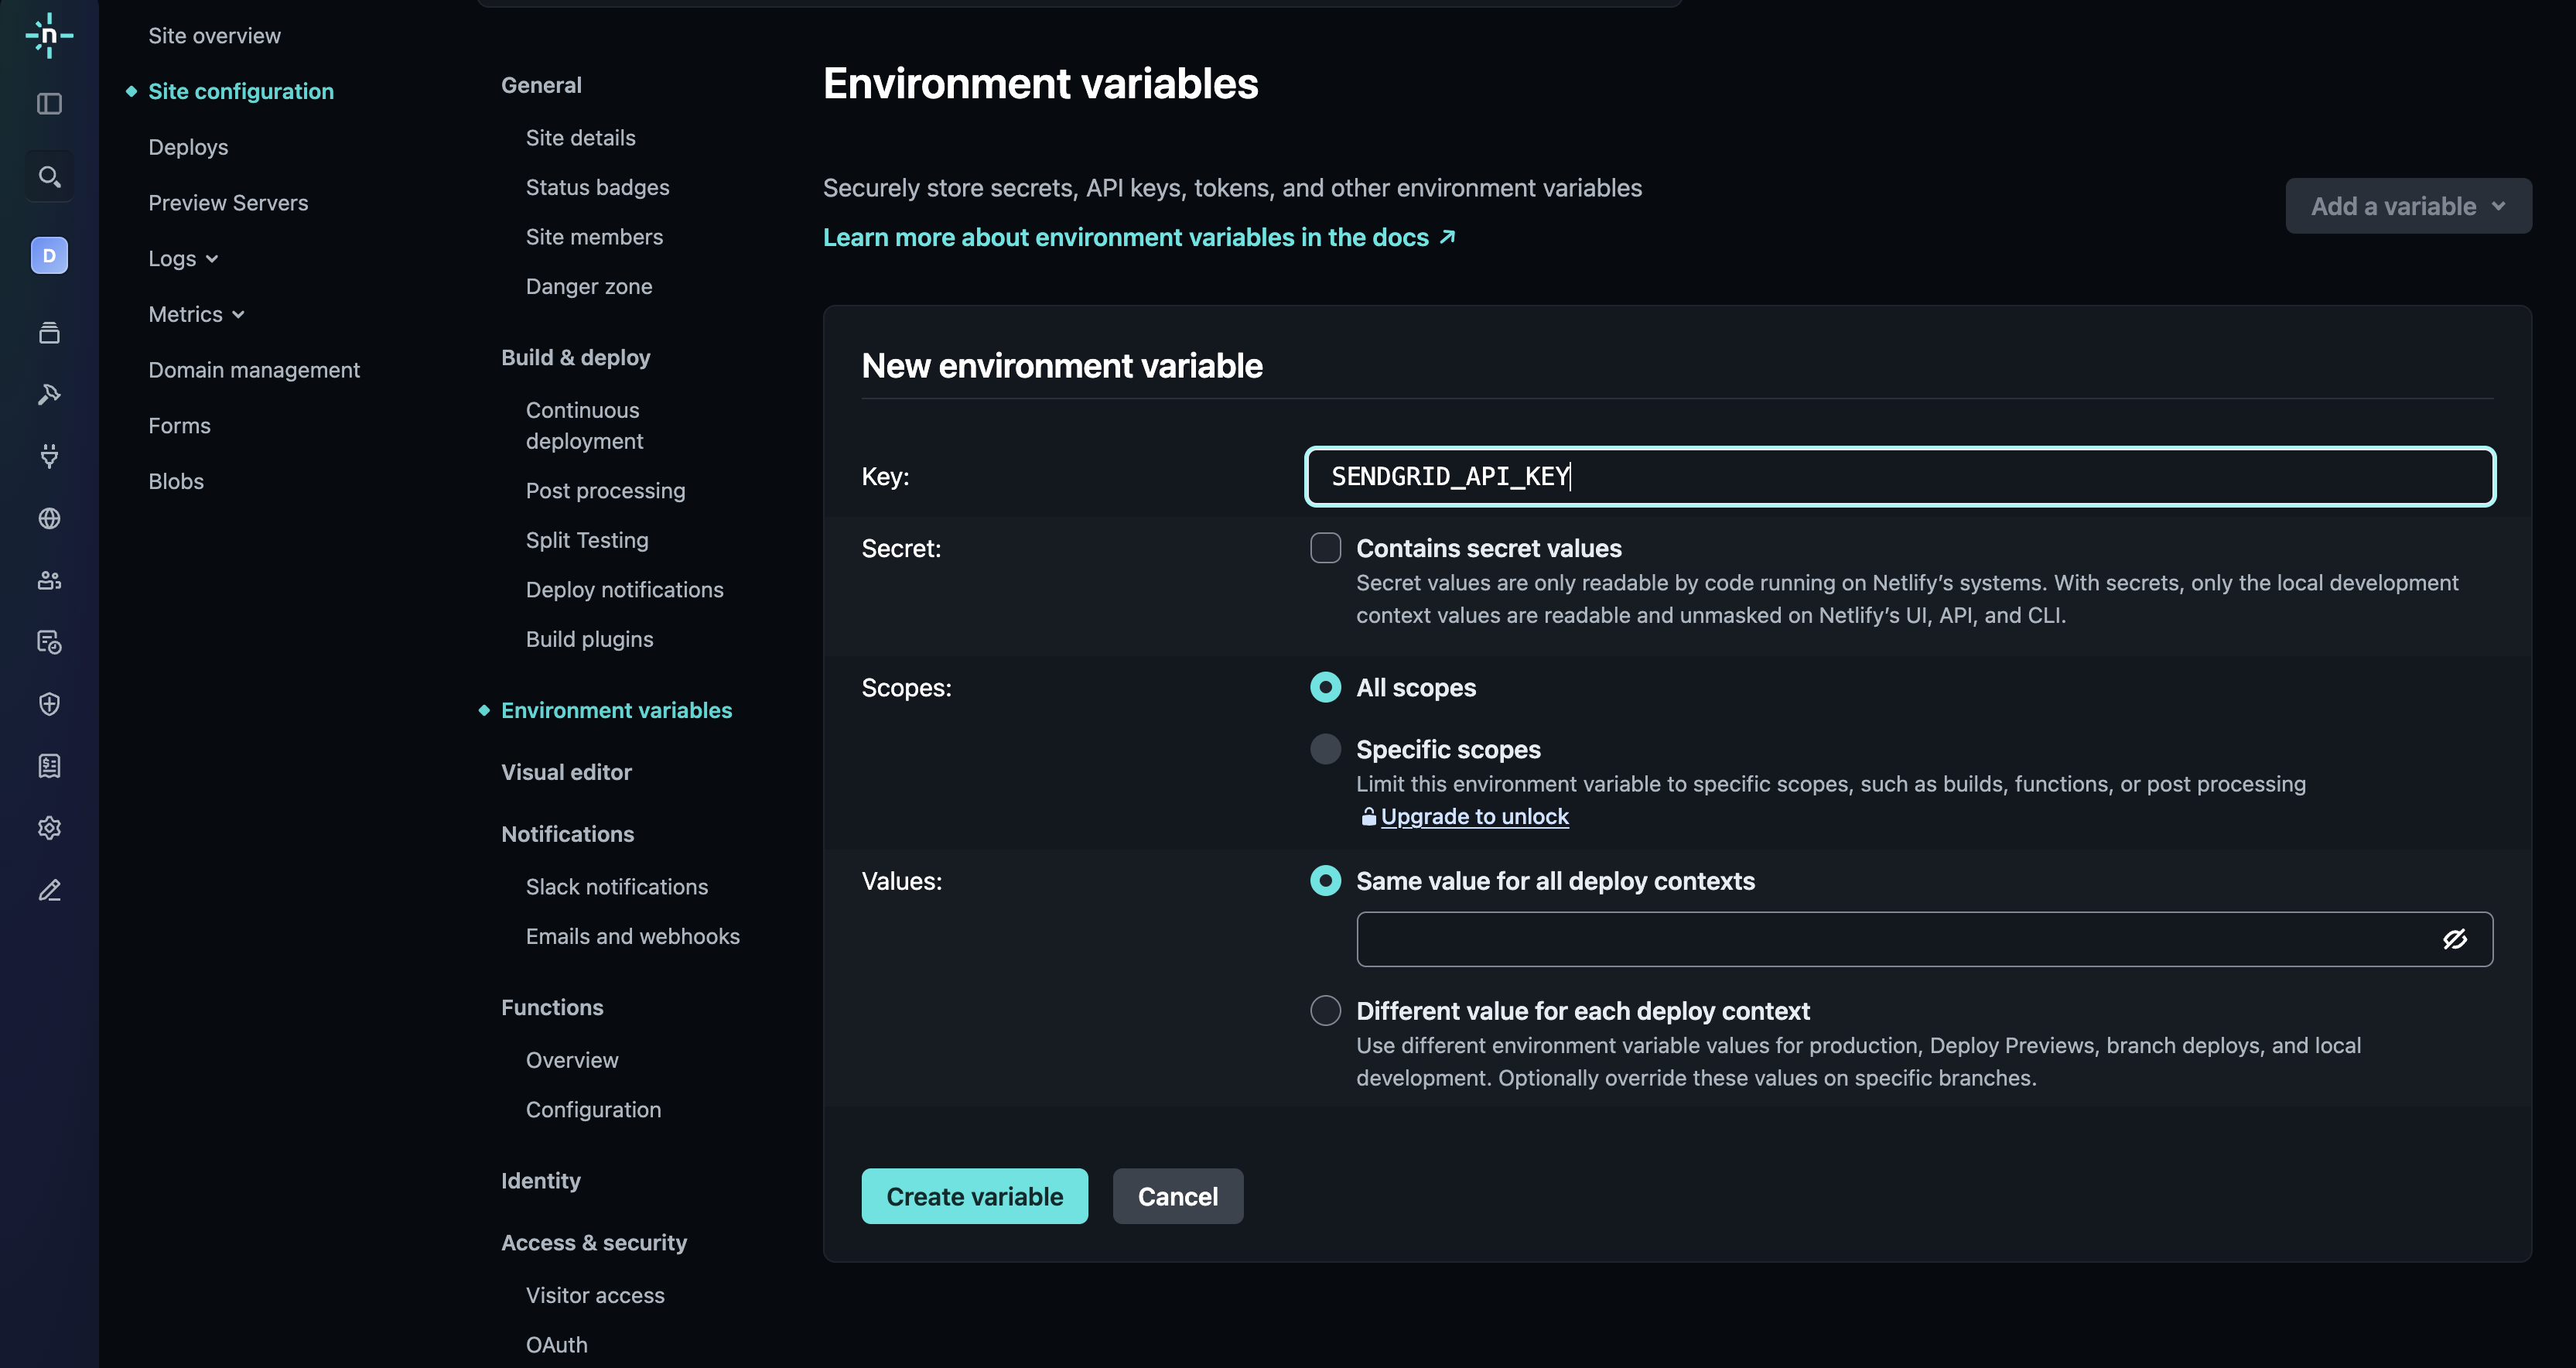 n
D
Site overview
Site configuration
Deploys
Preview Servers
Logs
Metrics
Domain management
Forms
Blobs
General
Site details
Status badges
Site members
Danger zone
Build & deploy
Continuous
deployment
Post processing
Split Testing
Deploy notifications
Build plugins
Environment variables
Visual editor
Notifications
Slack notifications
Emails and webhooks
Functions
Overview
Configuration
Identity
Access & security
Visitor access
OAuth
Environment variables
Securely store secrets, API keys, tokens, and other environment variables
Learn more about environment variables in the docs
Add a variable
New environment variable
Key:
SENDGRID_API_KEY
Secret:
Contains secret values
Secret values are only readable by code running on Netlify’s systems. With secrets, only the local development
context values are readable and unmasked on Netlify’s UI, API, and CLI.
Scopes:
All scopes
Specific scopes
Limit this environment variable to specific scopes, such as builds, functions, or post processing
Upgrade to unlock
Values:
Same value for all deploy contexts
Different value for each deploy context
Use different environment variable values for production, Deploy Previews, branch deploys, and local
development. Optionally override these values on specific branches.
Create variable
Cancel